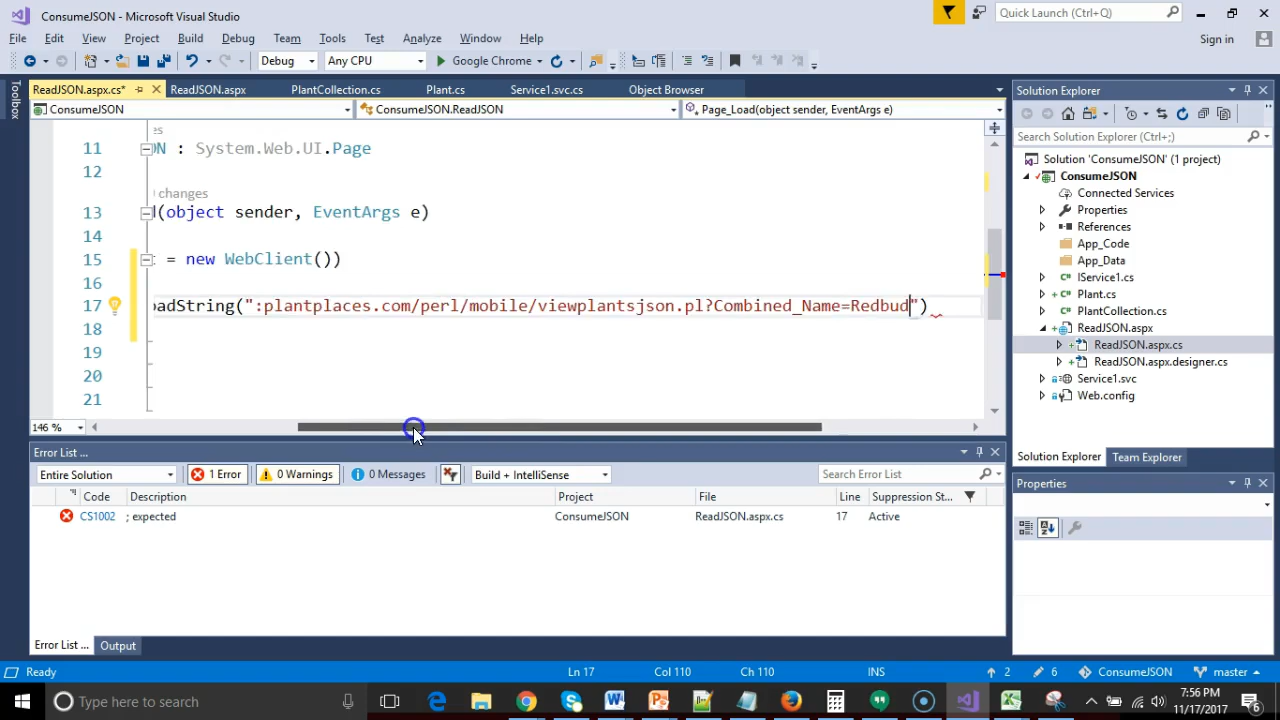 ConsumeJSON - Microsoft Visual Studio
Quick Launch (Ctrl+Q)
File Edit View Project Build Debug Team Tools Test Analyze Window Help
Sign in
Debug Any CPU Google Chrome
Toolbox
ReadJSON.aspx.cs* ReadJSON.aspx PlantCollection.cs Plant.cs Service1.svc.cs Object Browser
ConsumeJSON ConsumeJSON.ReadJSON Page_Load(object sender, EventArgs e)
es
11 ON : System.Web.UI.Page
12
changes
13 d(object sender, EventArgs e)
14
15 t = new WebClient())
16
17 oadString(":plantplaces.com/perl/mobile/viewplantsjson.pl?Combined_Name=Redbud")
18
19
20
21
146 %
Error List ...
Entire Solution 1 Error 0 Warnings 0 Messages Build + IntelliSense Search Error List
Code Description Project File Line Suppression St...
CS1002 ; expected ConsumeJSON ReadJSON.aspx.cs 17 Active
Error List ... Output
Solution Explorer
Search Solution Explorer (Ctrl+;)
Solution 'ConsumeJSON' (1 project)
ConsumeJSON
Connected Services
Properties
References
App_Code
App_Data
IService1.cs
Plant.cs
PlantCollection.cs
ReadJSON.aspx
ReadJSON.aspx.cs
ReadJSON.aspx.designer.cs
Service1.svc
Web.config
Solution Explorer Team Explorer
Properties
Ready Ln 17 Col 110 Ch 110 INS 2 6 ConsumeJSON master
Type here to search
7:56 PM
11/17/2017
6